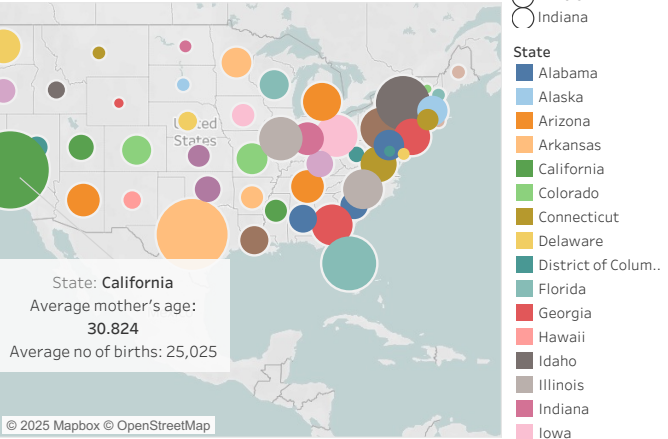 Indiana
State
Alabama
Alaska
Arizona
Arkansas
California
Colorado
Connecticut
Delaware
District of Colum..
Florida
Georgia
Hawaii
Idaho
Illinois
Indiana
Iowa
United
States
State: California
Average mother's age:
30.824
Average no of births: 25,025
© 2025 Mapbox © OpenStreetMap